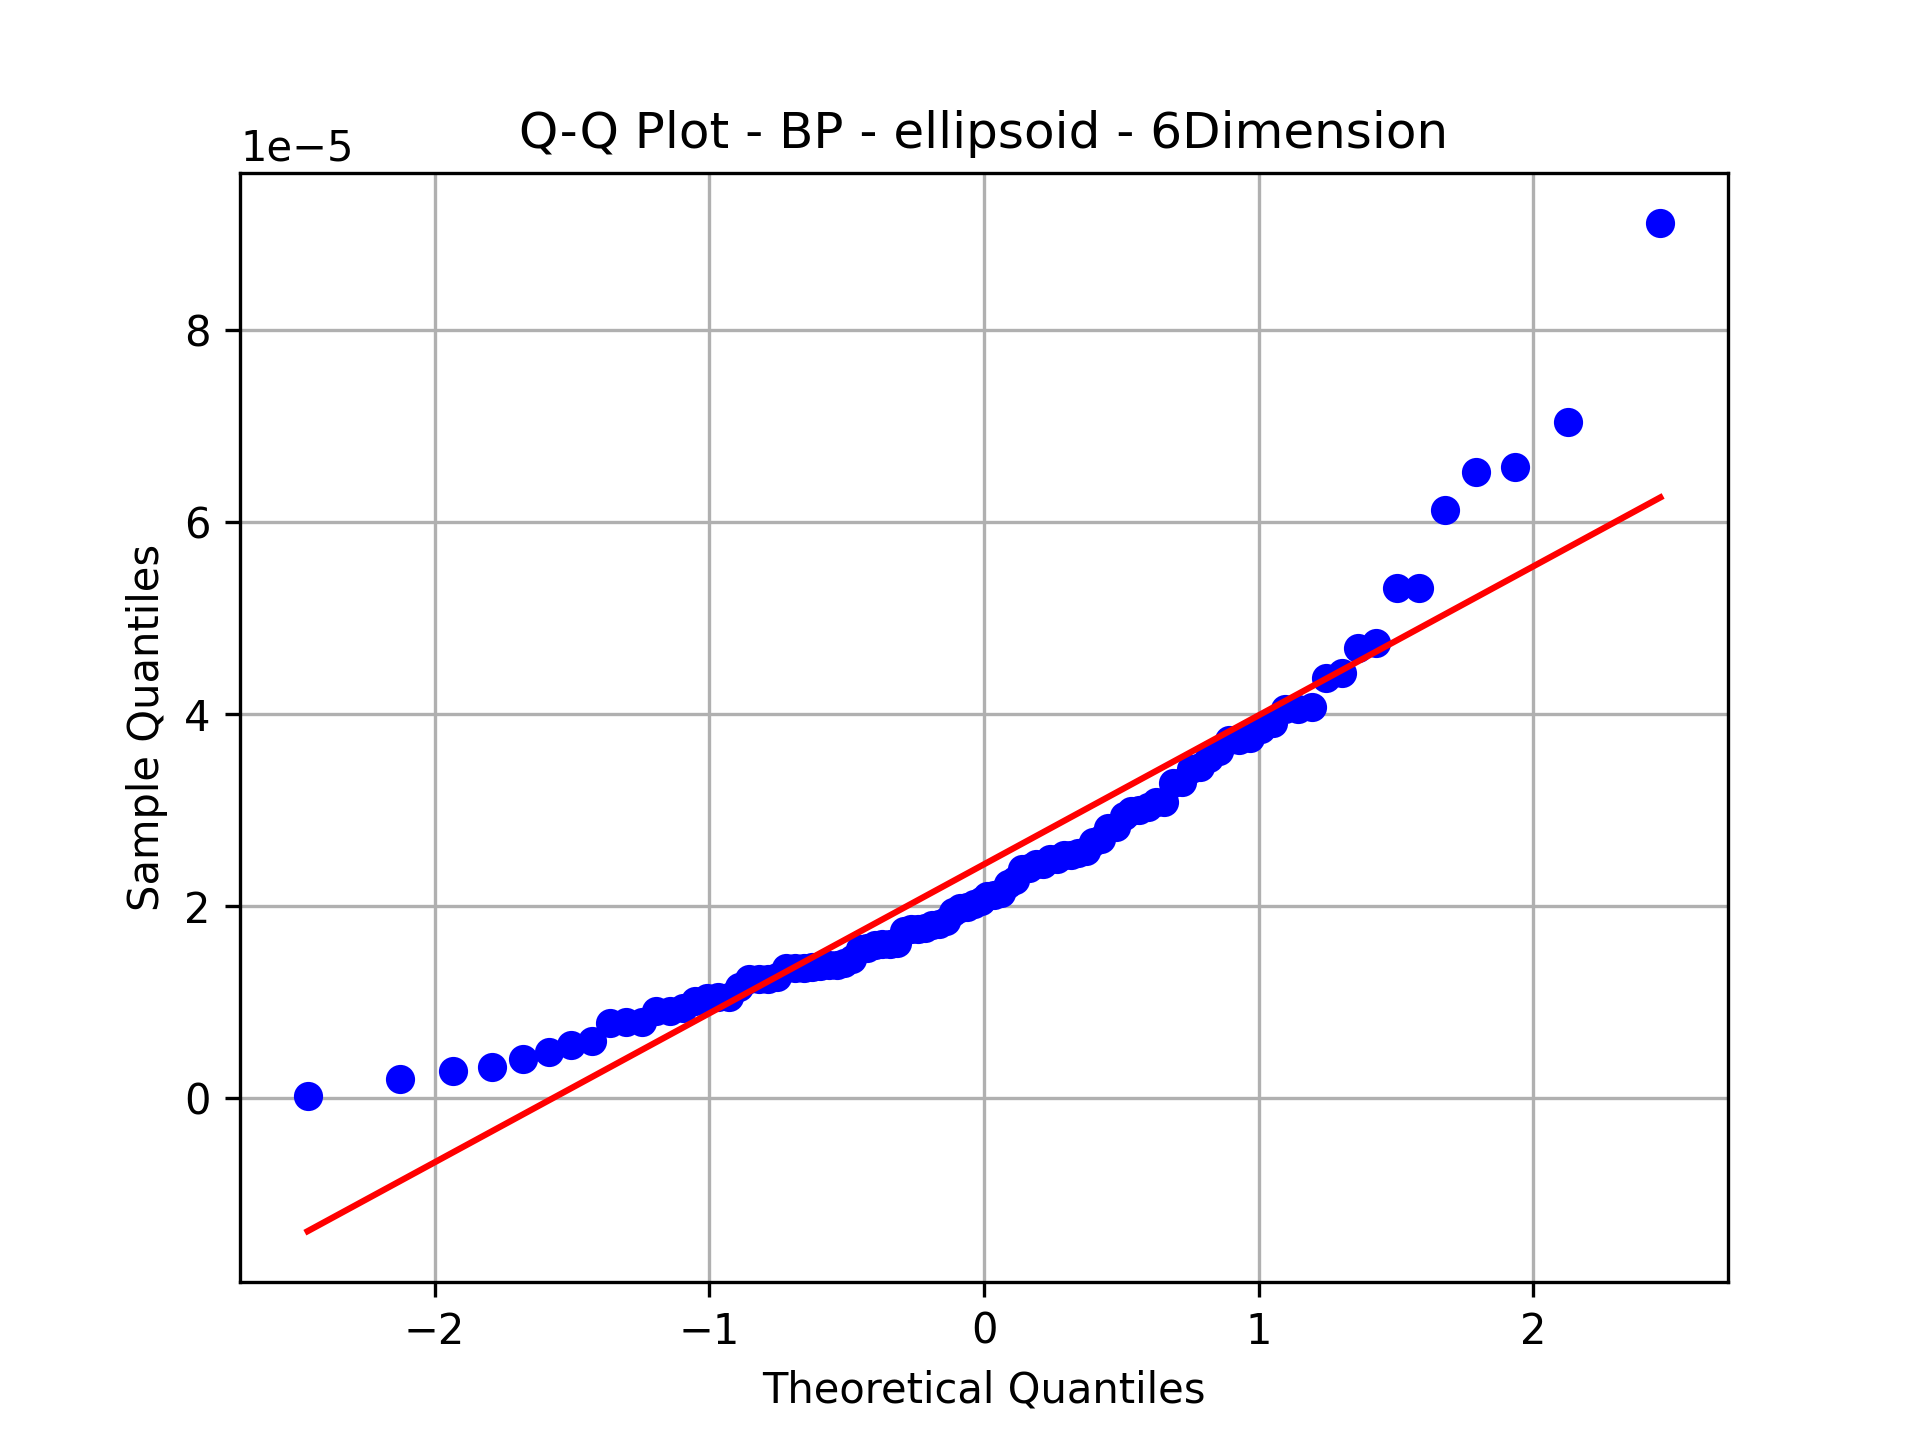 Q-Q Plot - BP - ellipsoid - 6Dimension
1e−5
8
6
4
2
0
Sample Quantiles
−2
−1
0
1
2
Theoretical Quantiles